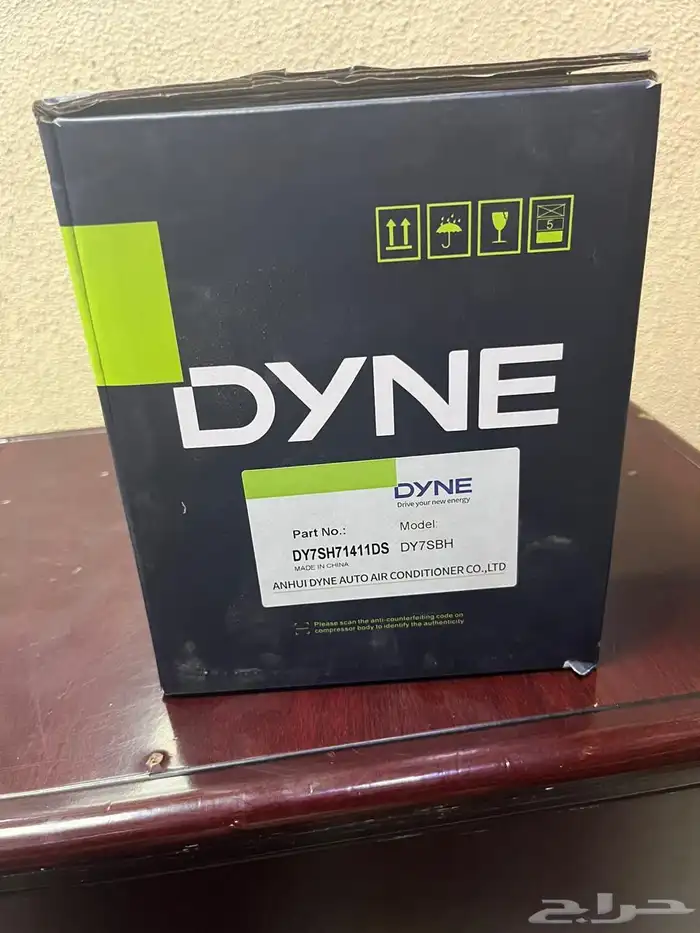 5
DYNE
DYNE
Drive your new energy
Part No.: Model:
DY7SH71411DS DY7SBH
MADE IN CHINA
ANHUI DYNE AUTO AIR CONDITIONER CO.,LTD
Please scan the anti-counterfeiting code on
compressor body to identify the authenticity
حراج